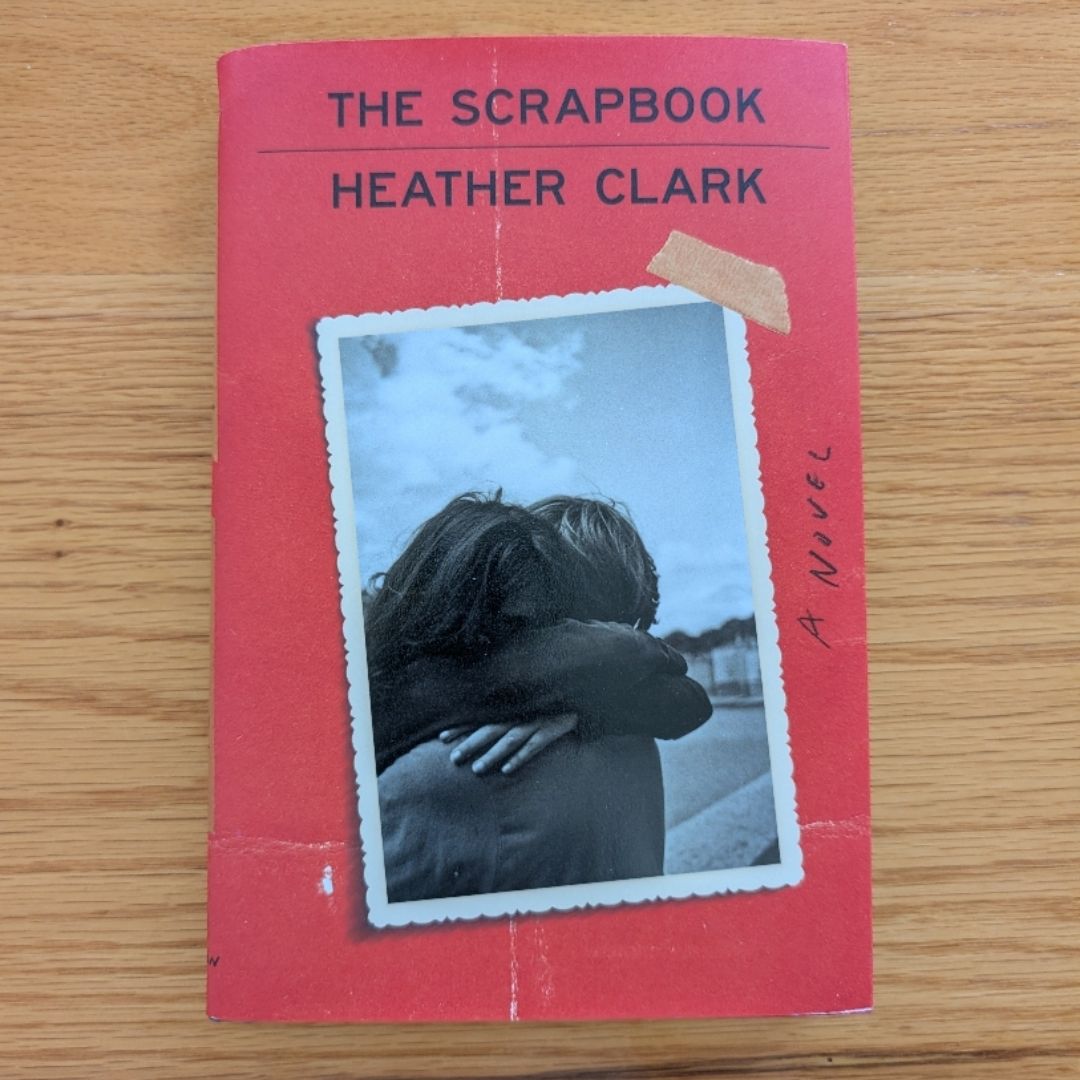 THE SCRAPBOOK
HEATHER CLARK
A NOVEL